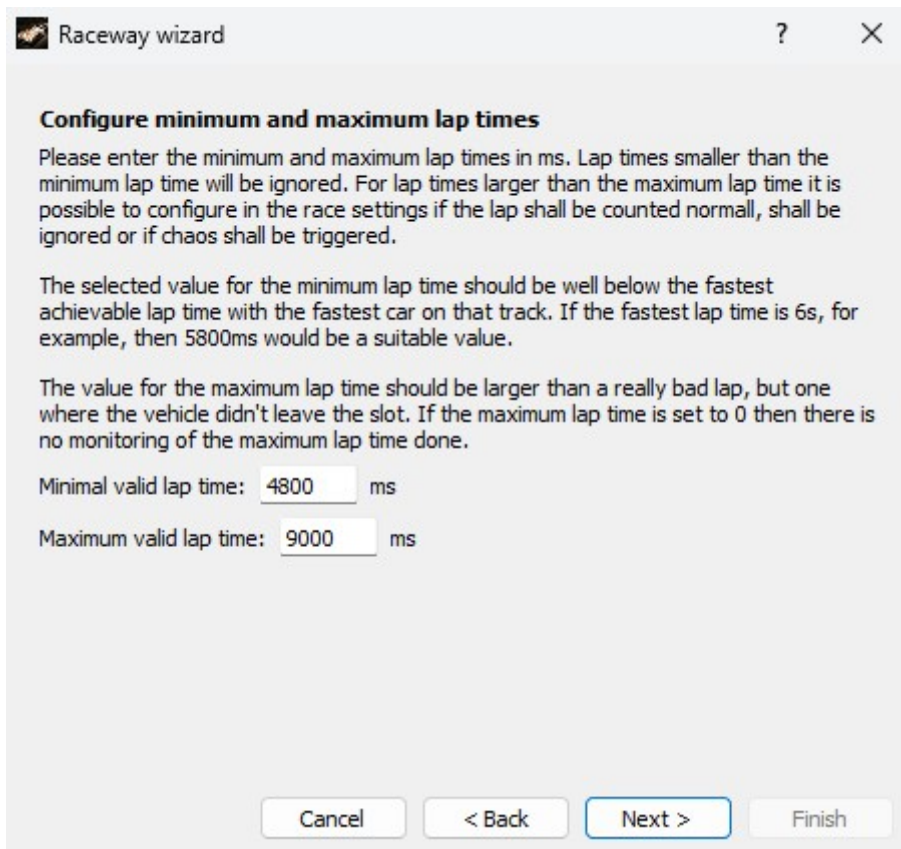 Raceway wizard ? X
Configure minimum and maximum lap times
Please enter the minimum and maximum lap times in ms. Lap times smaller than the
minimum lap time will be ignored. For lap times larger than the maximum lap time it is
possible to configure in the race settings if the lap shall be counted normall, shall be
ignored or if chaos shall be triggered.
The selected value for the minimum lap time should be well below the fastest
achievable lap time with the fastest car on that track. If the fastest lap time is 6s, for
example, then 5800ms would be a suitable value.
The value for the maximum lap time should be larger than a really bad lap, but one
where the vehicle didn't leave the slot. If the maximum lap time is set to 0 then there is
no monitoring of the maximum lap time done.
Minimal valid lap time: 4800 ms
Maximum valid lap time: 9000 ms
Cancel < Back Next > Finish